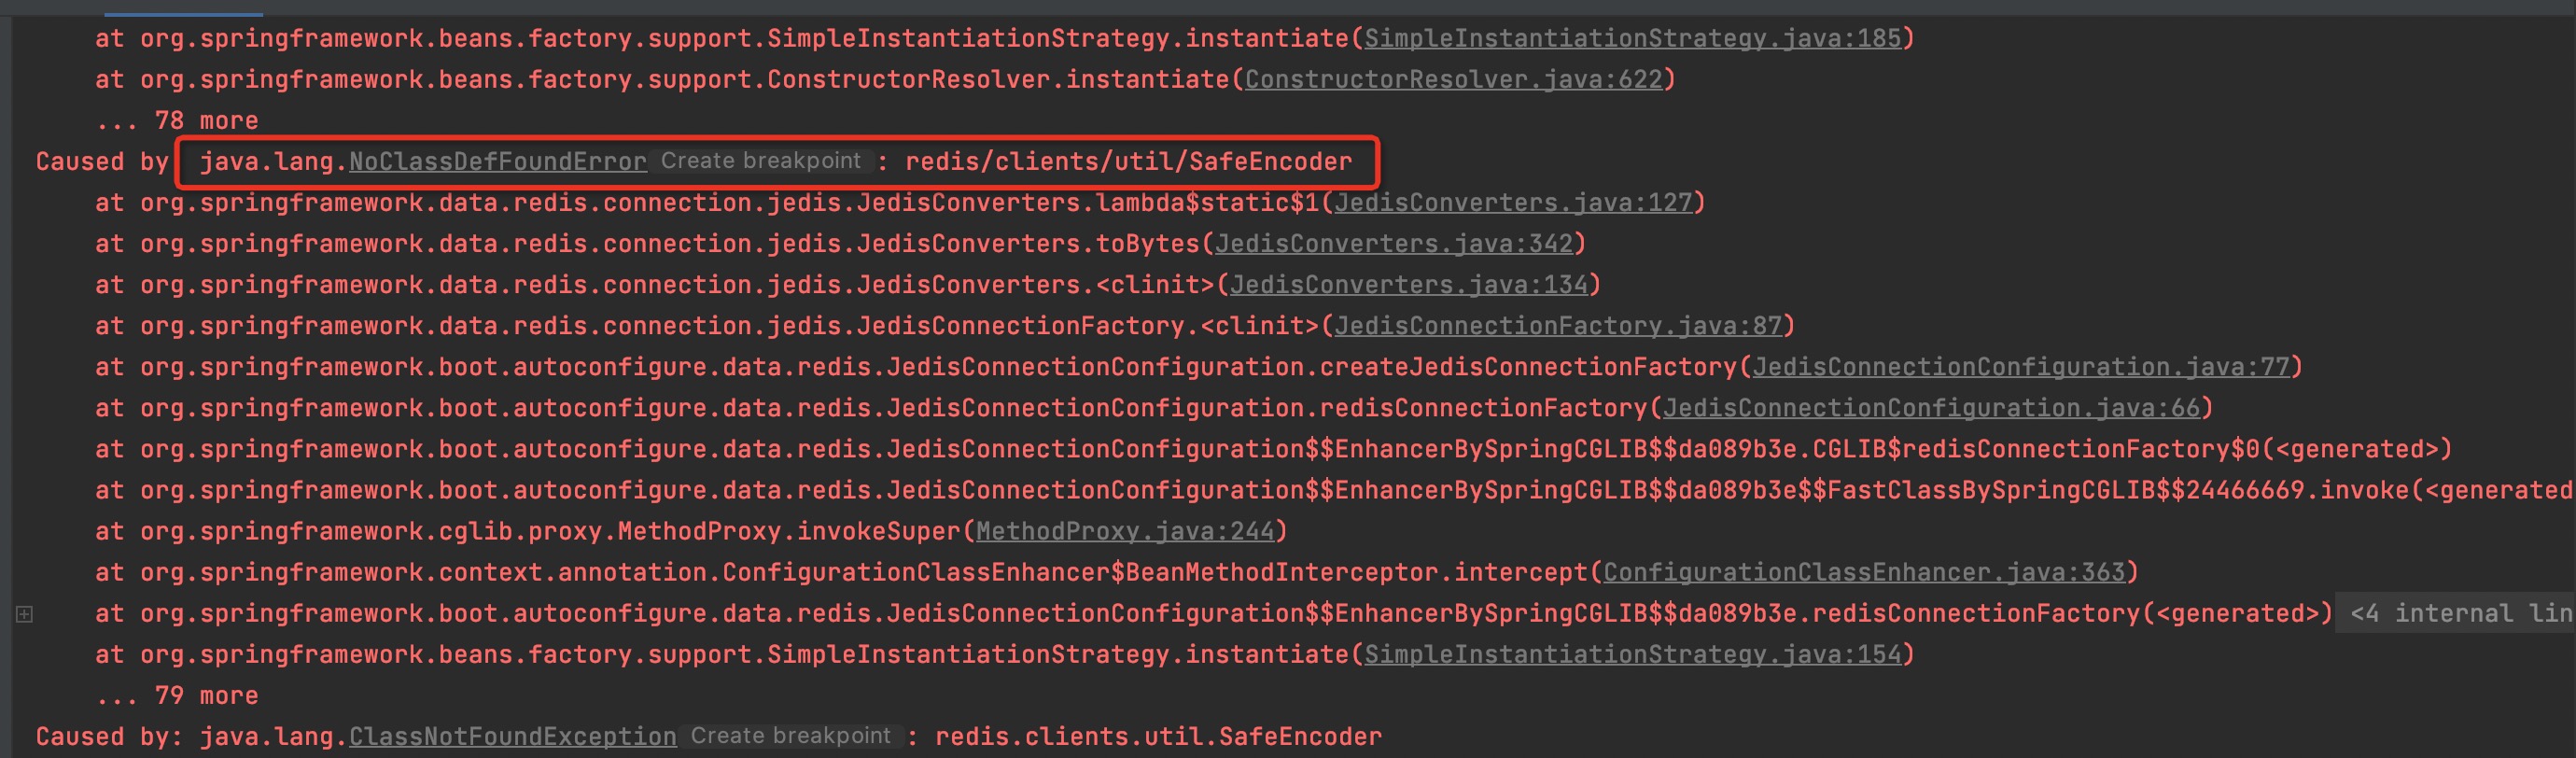 at org.springframework.beans.factory.support.SimpleInstantiationStrategy.instantiate(SimpleInstantiationStrategy.java:185)
at org.springframework.beans.factory.support.ConstructorResolver.instantiate(ConstructorResolver.java:622)
... 78 more
Caused by java.lang.NoClassDefFoundError Create breakpoint : redis/clients/util/SafeEncoder
at org.springframework.data.redis.connection.jedis.JedisConverters.lambda$static$1(JedisConverters.java:127)
at org.springframework.data.redis.connection.jedis.JedisConverters.toBytes(JedisConverters.java:342)
at org.springframework.data.redis.connection.jedis.JedisConverters.<clinit>(JedisConverters.java:134)
at org.springframework.data.redis.connection.jedis.JedisConnectionFactory.<clinit>(JedisConnectionFactory.java:87)
at org.springframework.boot.autoconfigure.data.redis.JedisConnectionConfiguration.createJedisConnectionFactory(JedisConnectionConfiguration.java:77)
at org.springframework.boot.autoconfigure.data.redis.JedisConnectionConfiguration.redisConnectionFactory(JedisConnectionConfiguration.java:66)
at org.springframework.boot.autoconfigure.data.redis.JedisConnectionConfiguration$$EnhancerBySpringCGLIB$$da089b3e.CGLIB$redisConnectionFactory$0(<generated>)
at org.springframework.boot.autoconfigure.data.redis.JedisConnectionConfiguration$$EnhancerBySpringCGLIB$$da089b3e$$FastClassBySpringCGLIB$$24466669.invoke(<generated
at org.springframework.cglib.proxy.MethodProxy.invokeSuper(MethodProxy.java:244)
at org.springframework.context.annotation.ConfigurationClassEnhancer$BeanMethodInterceptor.intercept(ConfigurationClassEnhancer.java:363)
at org.springframework.boot.autoconfigure.data.redis.JedisConnectionConfiguration$$EnhancerBySpringCGLIB$$da089b3e.redisConnectionFactory(<generated>) <4 internal lin
at org.springframework.beans.factory.support.SimpleInstantiationStrategy.instantiate(SimpleInstantiationStrategy.java:154)
... 79 more
Caused by: java.lang.ClassNotFoundException Create breakpoint : redis.clients.util.SafeEncoder